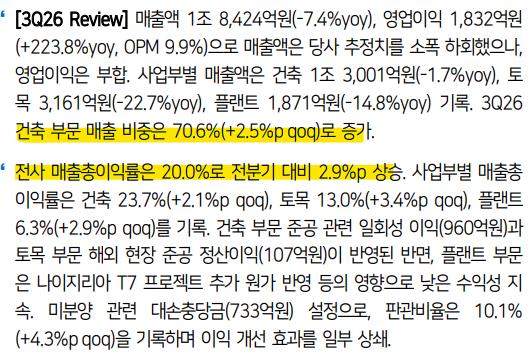 [3Q26 Review] 매출액 1조 8,424억원(-7.4%yoy), 영업이익 1,832억원
(+223.8%yoy, OPM 9.9%)으로 매출액은 당사 추정치를 소폭 하회했으나,
영업이익은 부합. 사업부별 매출액은 건축 1조 3,001억원(-1.7%yoy), 토
목 3,161억원(-22.7%yoy), 플랜트 1,871억원(-14.8%yoy) 기록. 3Q26
건축 부문 매출 비중은 70.6%(+2.5%p qoq)로 증가.
전사 매출총이익률은 20.0%로 전분기 대비 2.9%p 상승. 사업부별 매출총
이익률은 건축 23.7%(+2.1%p qoq), 토목 13.0%(+3.4%p qoq), 플랜트
6.3%(+2.9%p qoq)를 기록. 건축 부문 준공 관련 일회성 이익(960억원)과
토목 부문 해외 현장 준공 정산이익(107억원)이 반영된 반면, 플랜트 부문
은 나이지리아 T7 프로젝트 추가 원가 반영 등의 영향으로 낮은 수익성 지
속. 미분양 관련 대손충당금(733억원) 설정으로, 판관비율은 10.1%
(+4.3%p qoq)을 기록하며 이익 개선 효과를 일부 상쇄.